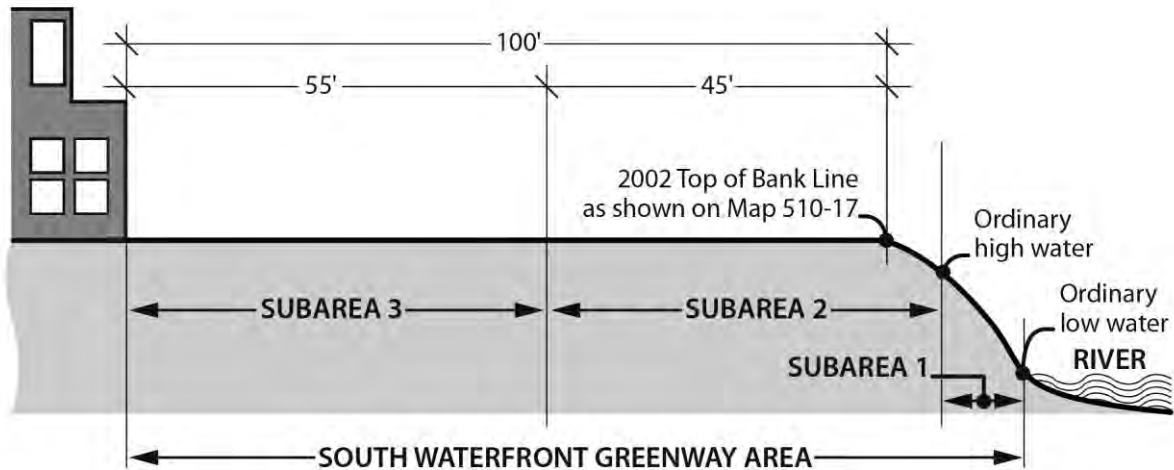 100'
55'
45'
2002 Top of Bank Line
as shown on Map 510-17
Ordinary
high water
Ordinary
low water
RIVER
SUBAREA 3
SUBAREA 2
SUBAREA 1
SOUTH WATERFRONT GREENWAY AREA